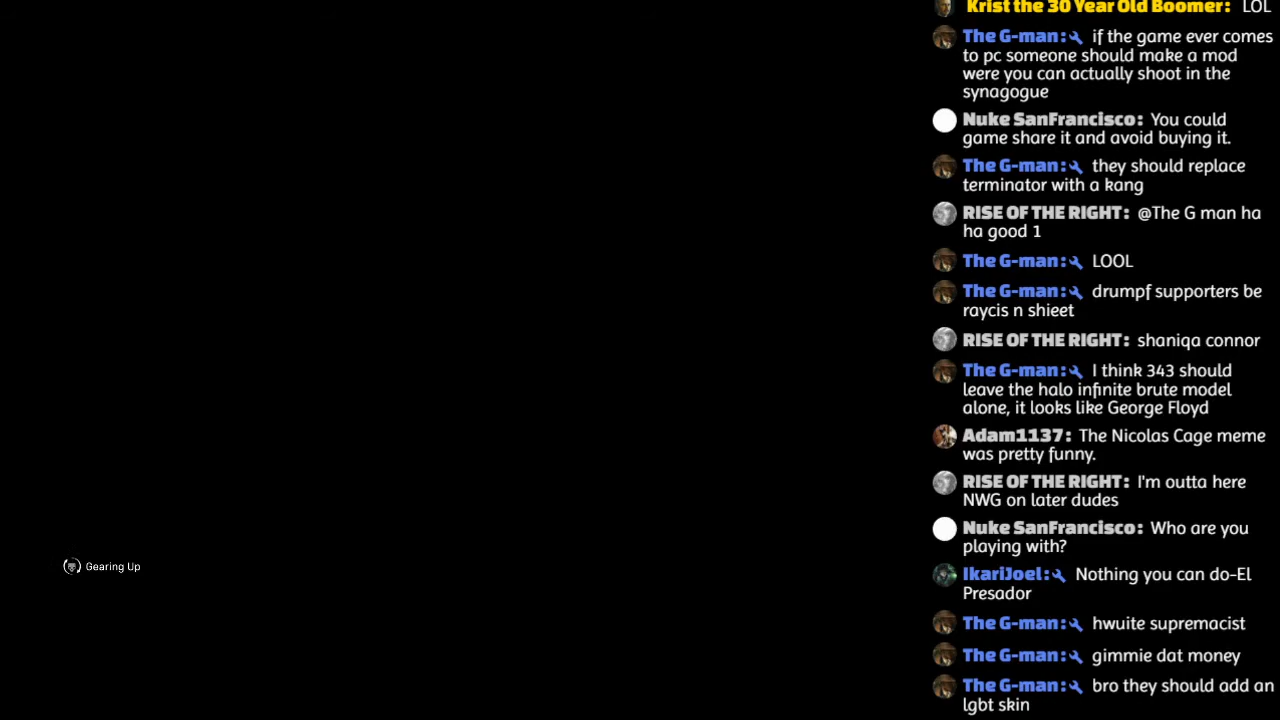 Krist the 30 Year Old Boomer: LOL
The G-man: if the game ever comes
to pc someone should make a mod
were you can actually shoot in the
synagogue
Nuke SanFrancisco: You could
game share it and avoid buying it.
The G-man: they should replace
terminator with a kang
RISE OF THE RIGHT: @The G man ha
ha good 1
The G-man: LOOL
The G-man: drumpf supporters be
raycis n shieet
RISE OF THE RIGHT: shaniqa connor
The G-man: I think 343 should
leave the halo infinite brute model
alone, it looks like George Floyd
Adam1137: The Nicolas Cage meme
was pretty funny.
RISE OF THE RIGHT: I'm outta here
NWG on later dudes
Nuke SanFrancisco: Who are you
playing with?
IkariJoel: Nothing you can do-El
Presador
Gearing Up
The G-man: hwuite supremacist
The G-man: gimmie dat money
The G-man: bro they should add an
lgbt skin